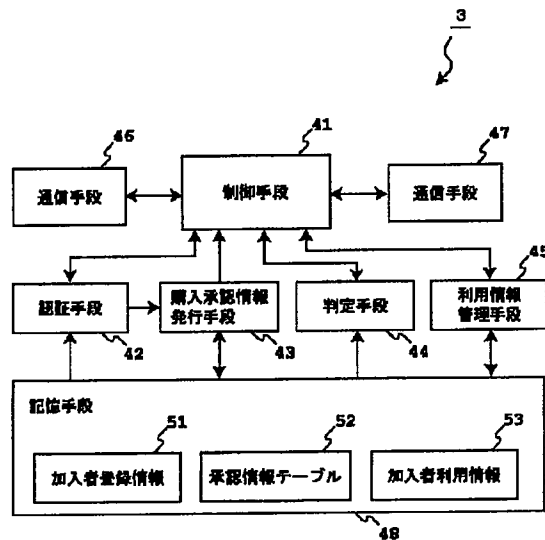 3
46
41
47
通信手段
制御手段
通信手段
45
認証手段
購入承認情報
発行手段
判定手段
利用情報
管理手段
42
43
44
記憶手段
51
52
53
加入者登録情報
承認情報テーブル
加入者利用情報
48